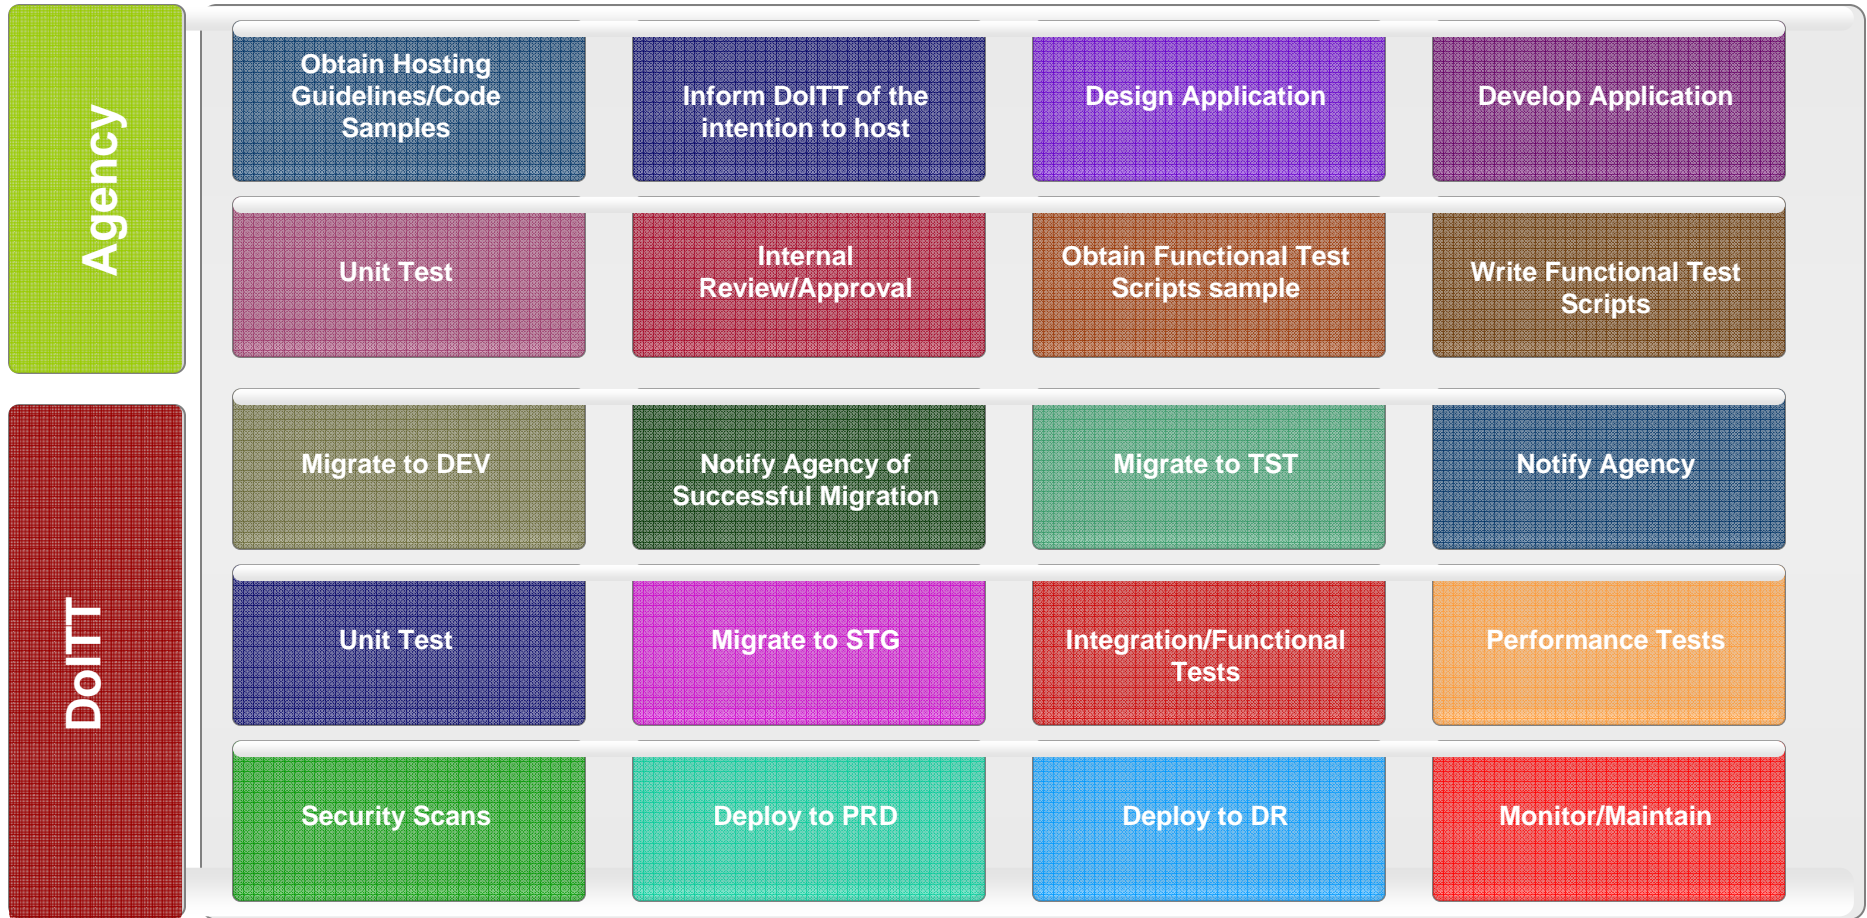 Agency
Obtain Hosting
Guidelines/Code
Samples
Inform DoITT of the
intention to host
Design Application
Develop Application
Unit Test
Internal
Review/Approval
Obtain Functional Test
Scripts sample
Write Functional Test
Scripts
DoITT
Migrate to DEV
Notify Agency of
Successful Migration
Migrate to TST
Notify Agency
Unit Test
Migrate to STG
Integration/Functional
Tests
Performance Tests
Security Scans
Deploy to PRD
Deploy to DR
Monitor/Maintain